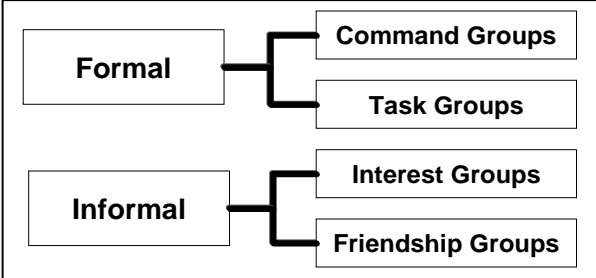 Formal
Command Groups
Task Groups
Informal
Interest Groups
Friendship Groups